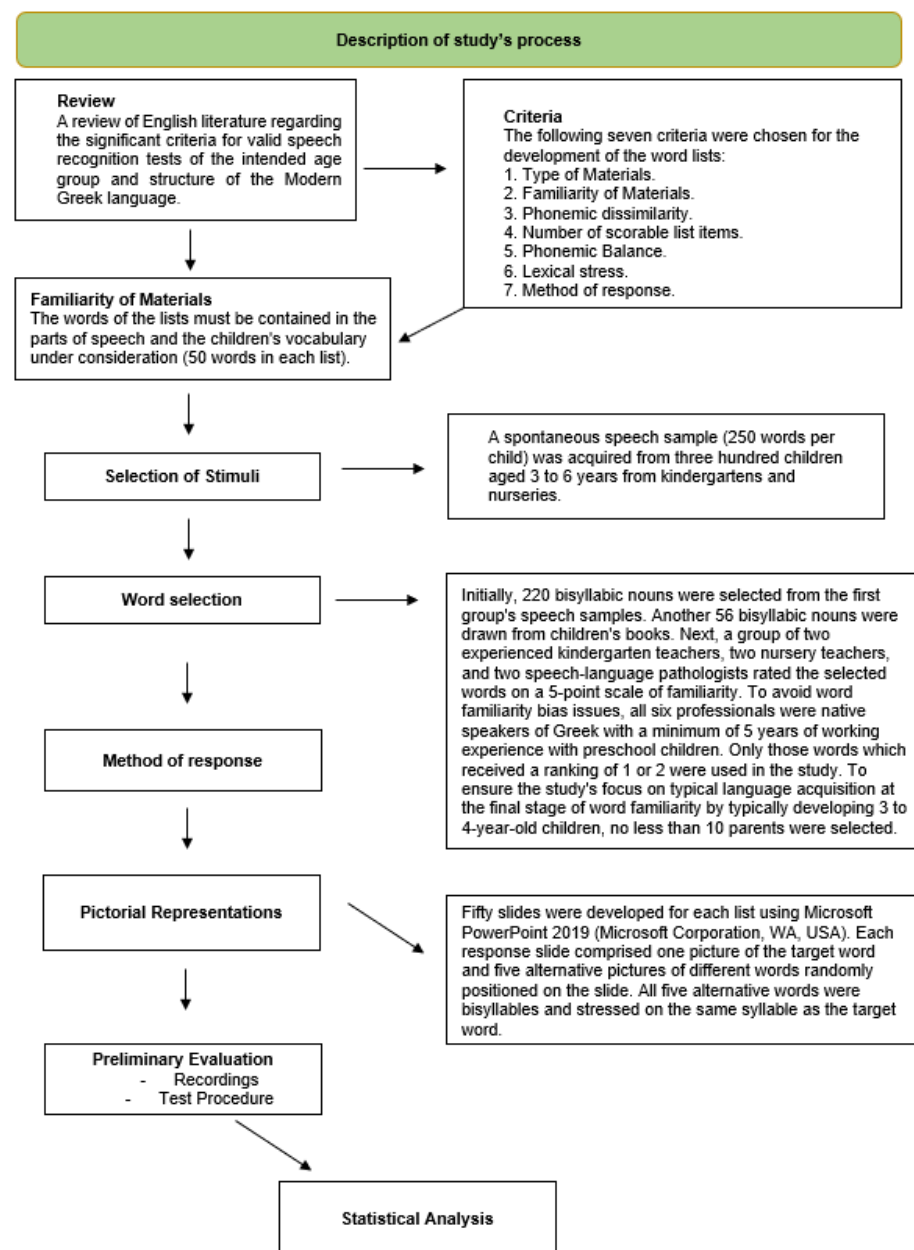 Description of study's process
Review
A review of English literature regarding
the significant criteria for valid speech
recognition tests of the intended age
group and structure of the Modern
Greek language.
Criteria
The following seven criteria were chosen for the
development of the word lists:
1. Type of Materials.
2. Familiarity of Materials.
3. Phonemic dissimilarity.
4. Number of scorable list items.
5. Phonemic Balance.
6. Lexical stress.
7. Method of response.
Familiarity of Materials
The words of the lists must be contained in the
parts of speech and the children's vocabulary
under consideration (50 words in each list).
Selection of Stimuli
A spontaneous speech sample (250 words per
child) was acquired from three hundred children
aged 3 to 6 years from kindergartens and
nurseries.
Word selection
Initially, 220 bisyllabic nouns were selected from the first
group's speech samples. Another 56 bisyllabic nouns were
drawn from children's books. Next, a group of two
experienced kindergarten teachers, two nursery teachers,
and two speech-language pathologists rated the selected
words on a 5-point scale of familiarity. To avoid word
familiarity bias issues, all six professionals were native
speakers of Greek with a minimum of 5 years of working
experience with preschool children. Only those words which
received a ranking of 1 or 2 were used in the study. To
ensure the study's focus on typical language acquisition at
the final stage of word familiarity by typically developing 3 to
4-year-old children, no less than 10 parents were selected.
Method of response
Pictorial Representations
Fifty slides were developed for each list using Microsoft
PowerPoint 2019 (Microsoft Corporation, WA, USA). Each
response slide comprised one picture of the target word
and five alternative pictures of different words randomly
positioned on the slide. All five alternative words were
bisyllables and stressed on the same syllable as the target
word.
Preliminary Evaluation
- Recordings
- Test Procedure
Statistical Analysis